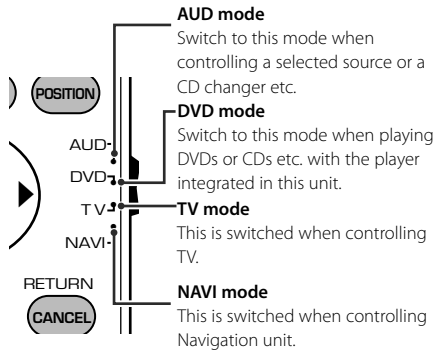 AUD mode
Switch to this mode when
controlling a selected source or a
CD changer etc.
DVD mode
Switch to this mode when playing
DVDs or CDs etc. with the player
integrated in this unit.
TV mode
This is switched when controlling
TV.
NAVI mode
This is switched when controlling
Navigation unit.
POSITION
AUD
DVD
TV
NAVI
RETURN
CANCEL